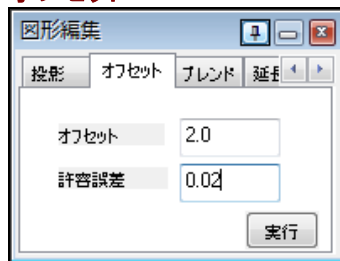 図形編集
投影 オフセット ブレンド 延長
オフセット 2.0
許容誤差 0.02
実行